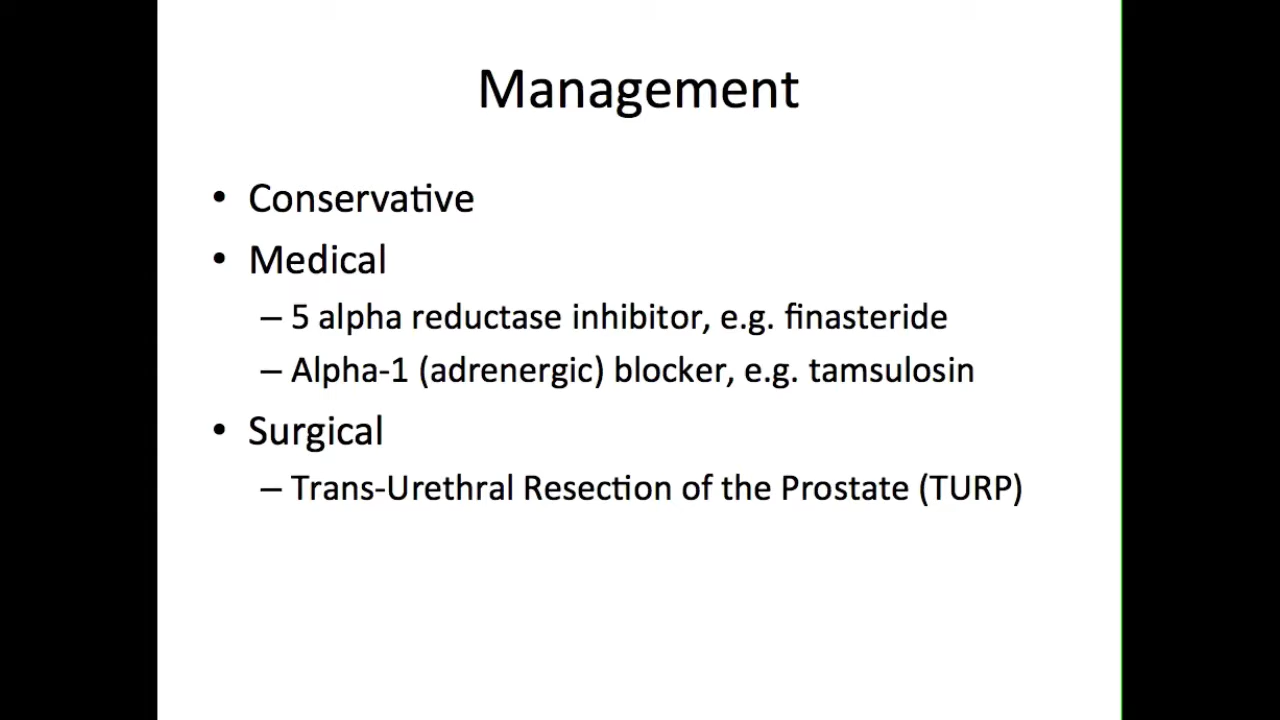 Management
• Conservative
• Medical
– 5 alpha reductase inhibitor, e.g. finasteride
– Alpha-1 (adrenergic) blocker, e.g. tamsulosin
• Surgical
– Trans-Urethral Resection of the Prostate (TURP)